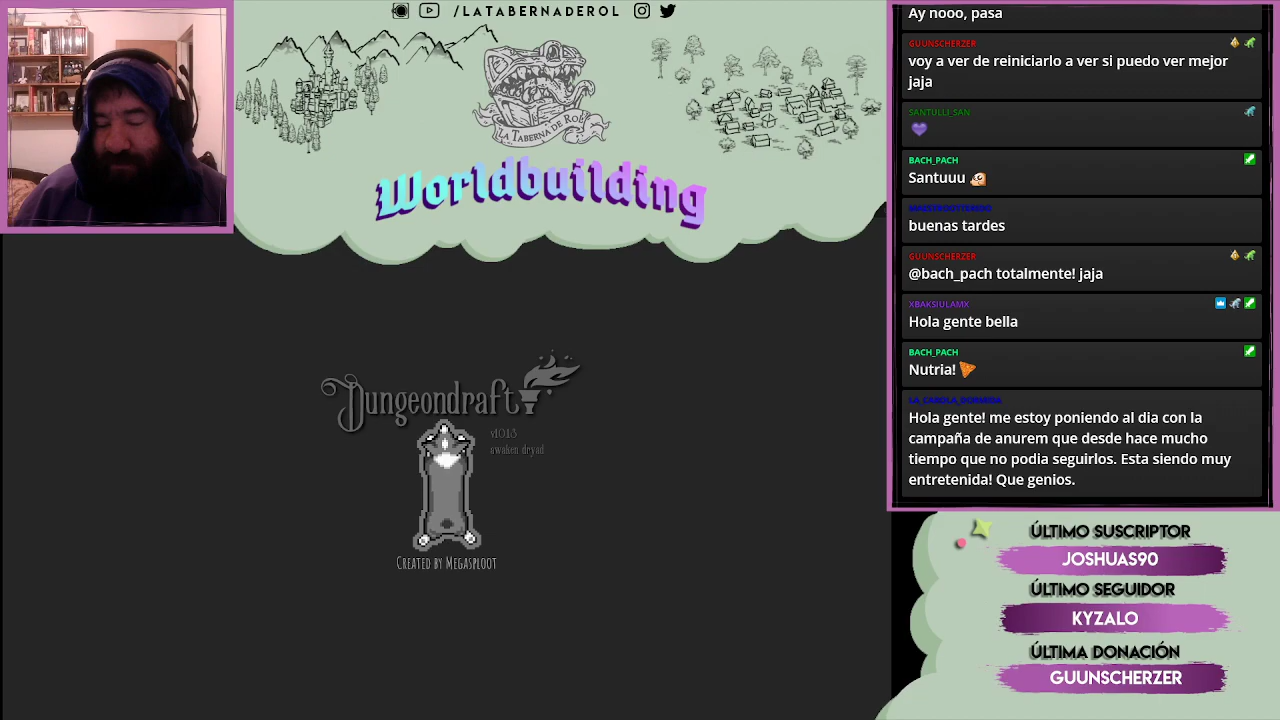 /LATABERNADEROL
LA TABERNA DE ROL
Worldbuilding
Dungeondraft
v1.0.1.3
awaken dryad
CREATED BY MEGASPLOOT
Ay nooo, pasa
GUUNSCHERZER
voy a ver de reiniciarlo a ver si puedo ver mejor
jaja
SANTULLI_SAN
BACH_PACH
Santuuu
buenas tardes
GUUNSCHERZER
@bach_pach totalmente! jaja
XBAKSIULAMX
Hola gente bella
BACH_PACH
Nutria!
Hola gente! me estoy poniendo al dia con la
campaña de anurem que desde hace mucho
tiempo que no podia seguirlos. Esta siendo muy
entretenida! Que genios.
ÚLTIMO SUSCRIPTOR
JOSHUAS90
ÚLTIMO SEGUIDOR
KYZALO
ÚLTIMA DONACIÓN
GUUNSCHERZER